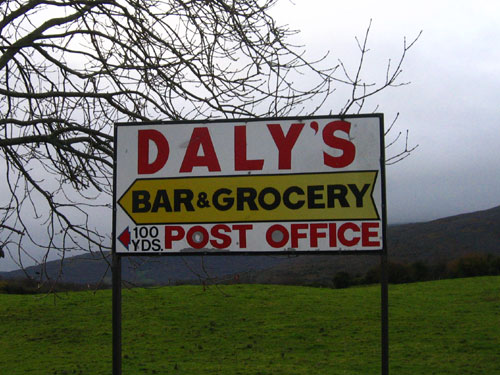 DALY'S
BAR & GROCERY
100 YDS. POST OFFICE